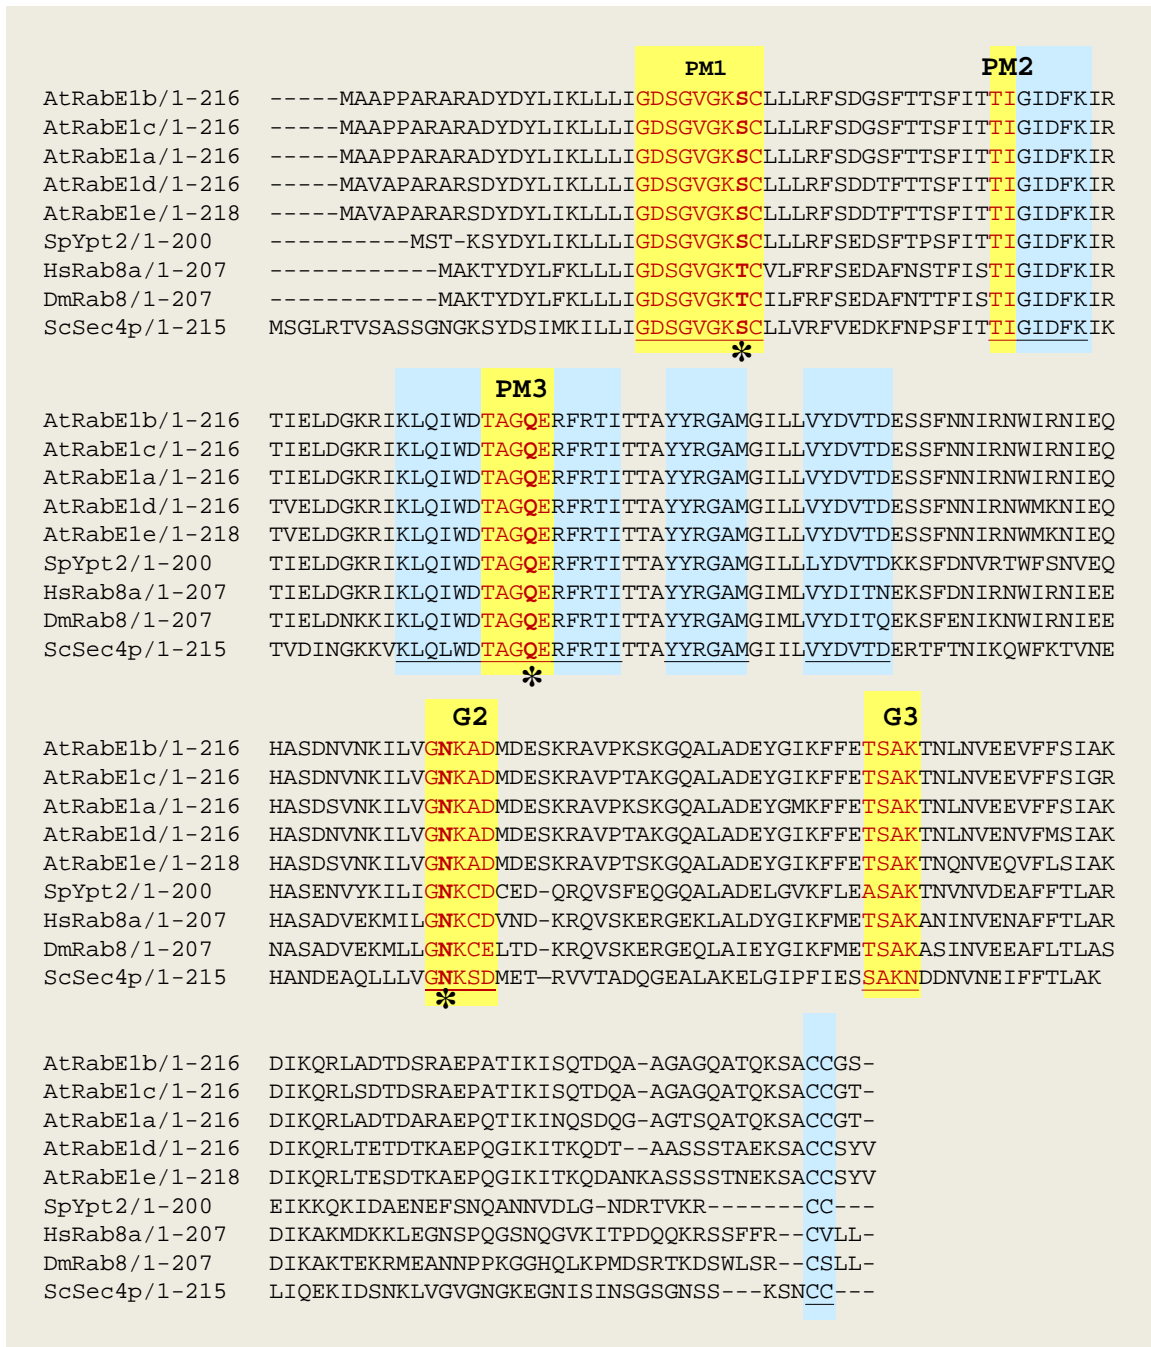 PM1 PM2
AtRabE1b/1-216 -----MAAPPARARADYDYLIKLLLIGDSGVGKSCLLLRFSDGSFTTSFITTIGIDFKIR
AtRabE1c/1-216 -----MAAPPARARADYDYLIKLLLIGDSGVGKSCLLLRFSDGSFTTSFITTIGIDFKIR
AtRabE1a/1-216 -----MAAPPARARADYDYLIKLLLIGDSGVGKSCLLLRFSDGSFTTSFITTIGIDFKIR
AtRabE1d/1-216 -----MAVAPARARSDYDYLIKLLLIGDSGVGKSCLLLRFSDDTFTTSFITTIGIDFKIR
AtRabE1e/1-218 -----MAVAPARARSDYDYLIKLLLIGDSGVGKSCLLLRFSDDTFTTSFITTIGIDFKIR
SpYpt2/1-200 ----------MST-KSYDYLIKLLLIGDSGVGKSCLLLRFSEDSFTPSFITTIGIDFKIR
HsRab8a/1-207 ------------MAKTYDYLFKLLLIGDSGVGKTCVLFRFSEDAFNSTFISTIGIDFKIR
DmRab8/1-207 ------------MAKTYDYLFKLLLIGDSGVGKTCILFRFSEDAFNTTFISTIGIDFKIR
ScSec4p/1-215 MSGLRTVSASSGNGKSYDSIMKILLIGDSGVGKSCLLVRFVEDKFNPSFITTIGIDFKIK
*
PM3
AtRabE1b/1-216 TIELDGKRIKLQIWDTAGQERFRTITTAYYRGAMGILLVYDVTDESSFNNIRNWIRNIEQ
AtRabE1c/1-216 TIELDGKRIKLQIWDTAGQERFRTITTAYYRGAMGILLVYDVTDESSFNNIRNWIRNIEQ
AtRabE1a/1-216 TIELDGKRIKLQIWDTAGQERFRTITTAYYRGAMGILLVYDVTDESSFNNIRNWIRNIEQ
AtRabE1d/1-216 TVELDGKRIKLQIWDTAGQERFRTITTAYYRGAMGILLVYDVTDESSFNNIRNWMKNIEQ
AtRabE1e/1-218 TVELDGKRIKLQIWDTAGQERFRTITTAYYRGAMGILLVYDVTDESSFNNIRNWMKNIEQ
SpYpt2/1-200 TIELDGKRIKLQIWDTAGQERFRTITTAYYRGAMGILLLYDVTDKKSFDNVRTWFSNVEQ
HsRab8a/1-207 TIELDGKRIKLQIWDTAGQERFRTITTAYYRGAMGIMLVYDITNEKSFDNIRNWIRNIEE
DmRab8/1-207 TIELDNKKIKLQIWDTAGQERFRTITTAYYRGAMGIMLVYDITQEKSFENIKNWIRNIEE
ScSec4p/1-215 TVDINGKKVKLQLWDTAGQERFRTITTAYYRGAMGIILVYDVTDERTFTNIKQWFKTVNE
*
G2 G3
AtRabE1b/1-216 HASDNVNKILVGNKADMDESKRAVPKSKGQALADEYGIKFFETSAKTNLNVEEVFFSIAK
AtRabE1c/1-216 HASDNVNKILVGNKADMDESKRAVPTAKGQALADEYGIKFFETSAKTNLNVEEVFFSIGR
AtRabE1a/1-216 HASDSVNKILVGNKADMDESKRAVPKSKGQALADEYGMKFFETSAKTNLNVEEVFFSIAK
AtRabE1d/1-216 HASDNVNKILVGNKADMDESKRAVPTAKGQALADEYGIKFFETSAKTNLNVENVFMSIAK
AtRabE1e/1-218 HASDSVNKILVGNKADMDESKRAVPTSKGQALADEYGIKFFETSAKTNQNVEQVFLSIAK
SpYpt2/1-200 HASENVYKILIGNKCDCED-QRQVSFEQGQALADELGVKFLEASAKTNVNVDEAFFTLAR
HsRab8a/1-207 HASADVEKMILGNKCDVND-KRQVSKERGEKLALDYGIKFMETSAKANINVENAFFTLAR
DmRab8/1-207 NASADVEKMLLGNKCELTD-KRQVSKERGEQLAIEYGIKFMETSAKASINVEEAFLTLAS
ScSec4p/1-215 HANDEAQLLLVGNKSDMET—RVVTADQGEALAKELGIPFIESSAKNDDNVNEIFFTLAK
*
AtRabE1b/1-216 DIKQRLADTDSRAEPATIKISQTDQA-AGAGQATQKSACCGS-
AtRabE1c/1-216 DIKQRLSDTDSRAEPATIKISQTDQA-AGAGQATQKSACCGT-
AtRabE1a/1-216 DIKQRLADTDARAEPQTIKINQSDQG-AGTSQATQKSACCGT-
AtRabE1d/1-216 DIKQRLTETDTKAEPQGIKITKQDT--AASSSTAEKSACCSYV
AtRabE1e/1-218 DIKQRLTESDTKAEPQGIKITKQDANKASSSSTNEKSACCSYV
SpYpt2/1-200 EIKKQKIDAENEFSNQANNVDLG-NDRTVKR-------CC---
HsRab8a/1-207 DIKAKMDKKLEGNSPQGSNQGVKITPDQQKRSSFFR--CVLL-
DmRab8/1-207 DIKAKTEKRMEANNPPKGGHQLKPMDSRTKDSWLSR--CSLL-
ScSec4p/1-215 LIQEKIDSNKLVGVGNGKEGNISINSGSGNSS---KSNCC---